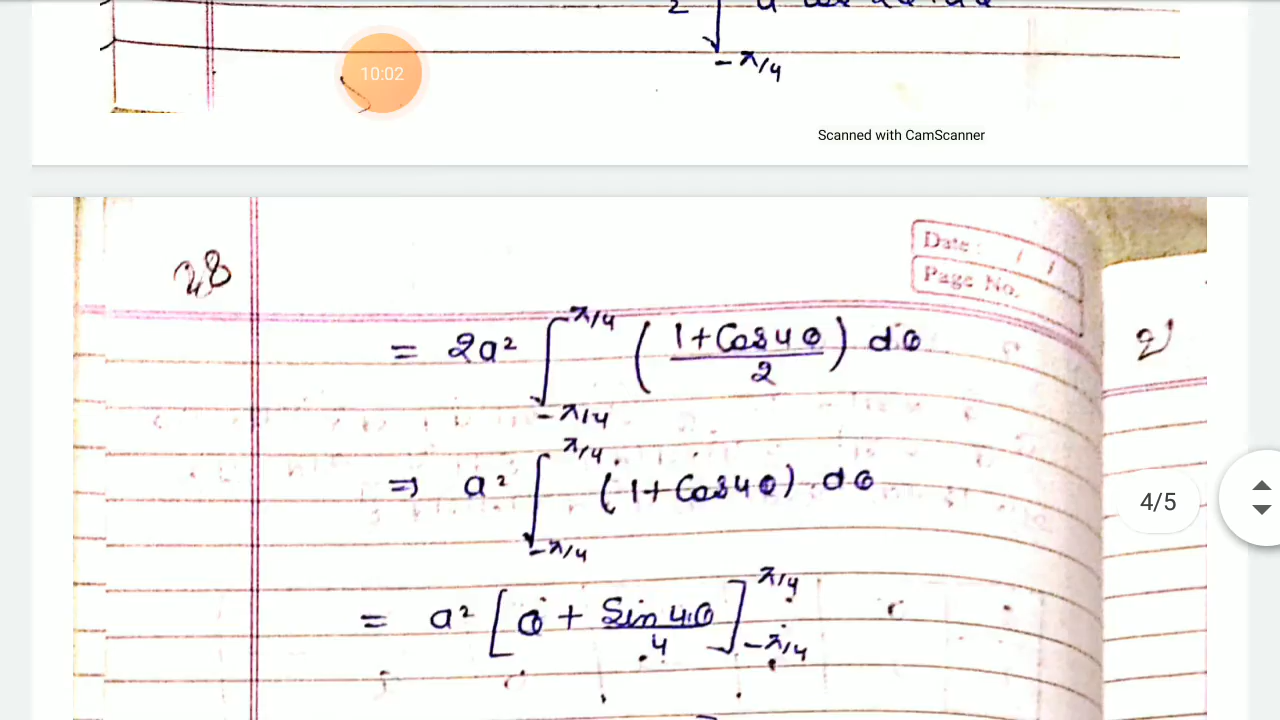 2
-π/4
10:02
Scanned with CamScanner
28
Date: / /
Page No.
= 2a² ∫_{-π/4}^{π/4} ( (1+Cos4θ)/2 ) dθ
⇒ a² ∫_{-π/4}^{π/4} (1+Cos4θ) dθ
4/5
= a² [ θ + Sin4θ/4 ]_{-π/4}^{π/4}